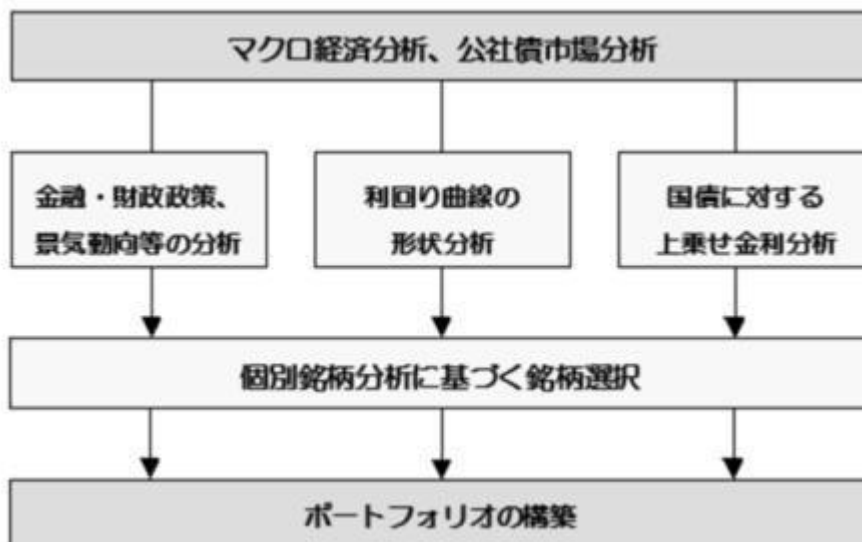 マクロ経済分析、公社債市場分析
金融・財政政策、
景気動向等の分析
利回り曲線の
形状分析
国債に対する
上乗せ金利分析
個別銘柄分析に基づく銘柄選択
ポートフォリオの構築